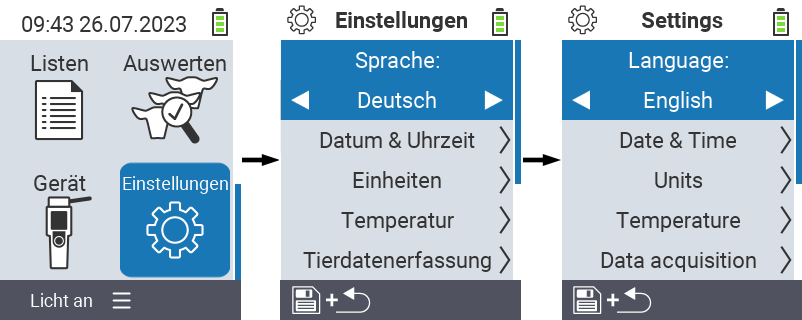 09:43 26.07.2023
Listen
Auswerten
Gerät
Einstellungen
Licht an
Einstellungen
Sprache:
Deutsch
Datum & Uhrzeit
Einheiten
Temperatur
Tierdatenerfassung
+
Settings
Language:
English
Date & Time
Units
Temperature
Data acquisition
+